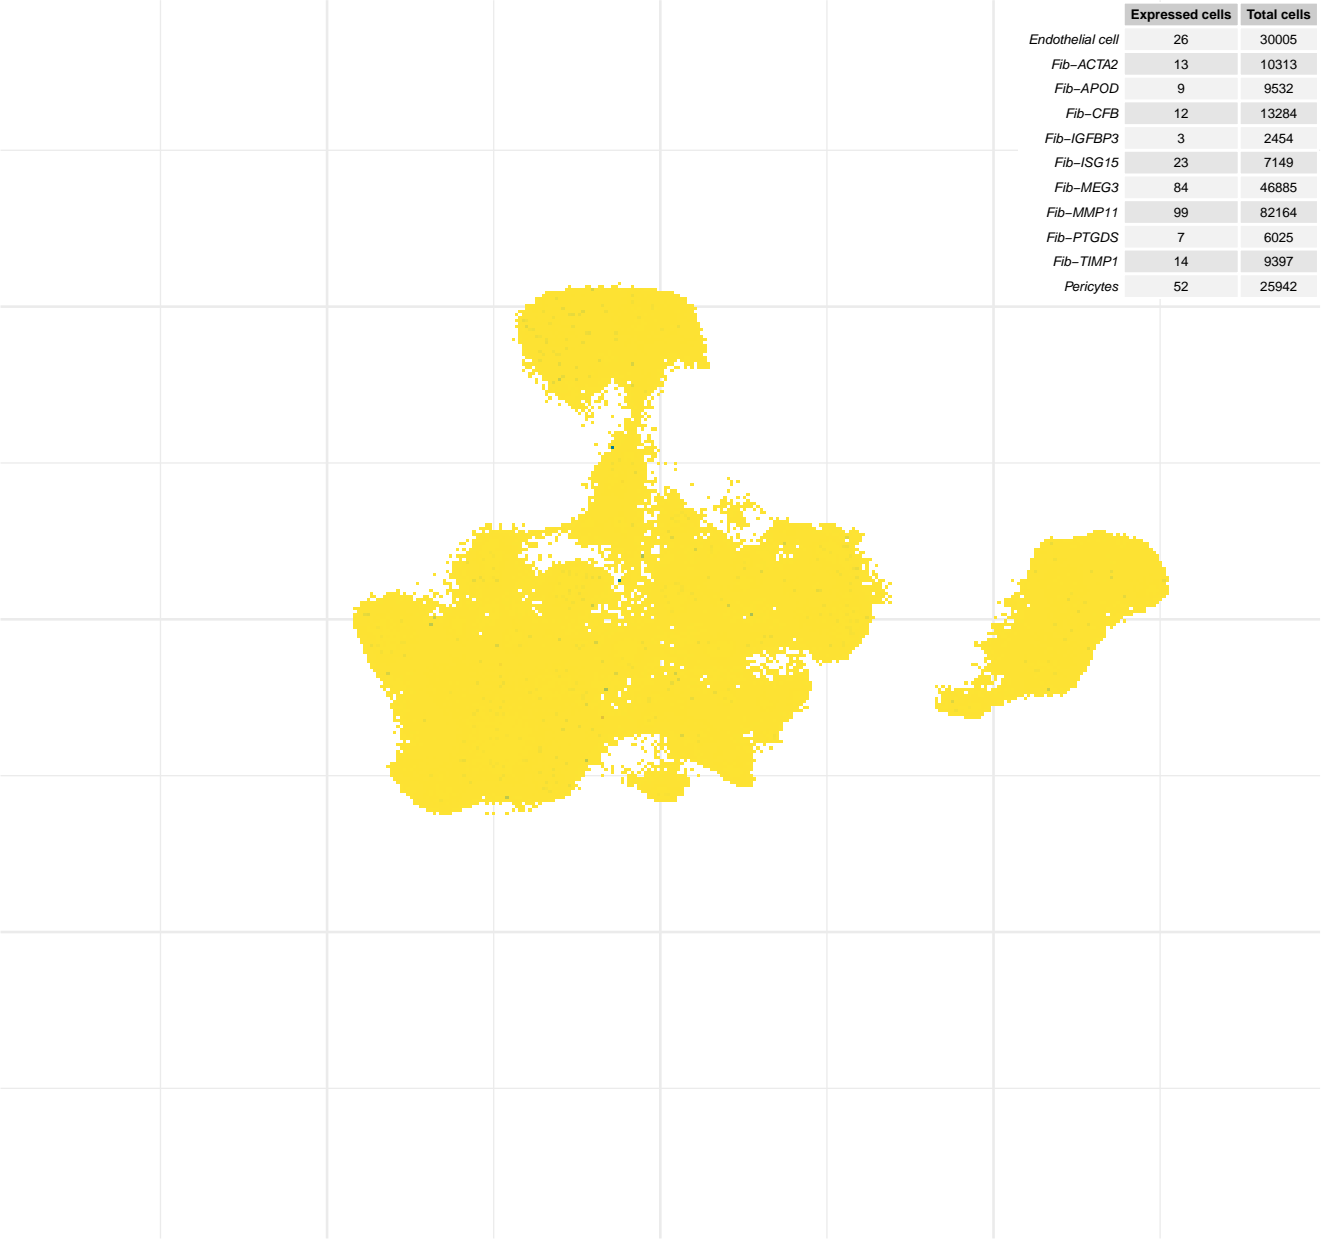 Expressed cells Total cells
Endothelial cell 26 30005
Fib−ACTA2 13 10313
Fib−APOD 9 9532
Fib−CFB 12 13284
Fib−IGFBP3 3 2454
Fib−ISG15 23 7149
Fib−MEG3 84 46885
Fib−MMP11 99 82164
Fib−PTGDS 7 6025
Fib−TIMP1 14 9397
Pericytes 52 25942